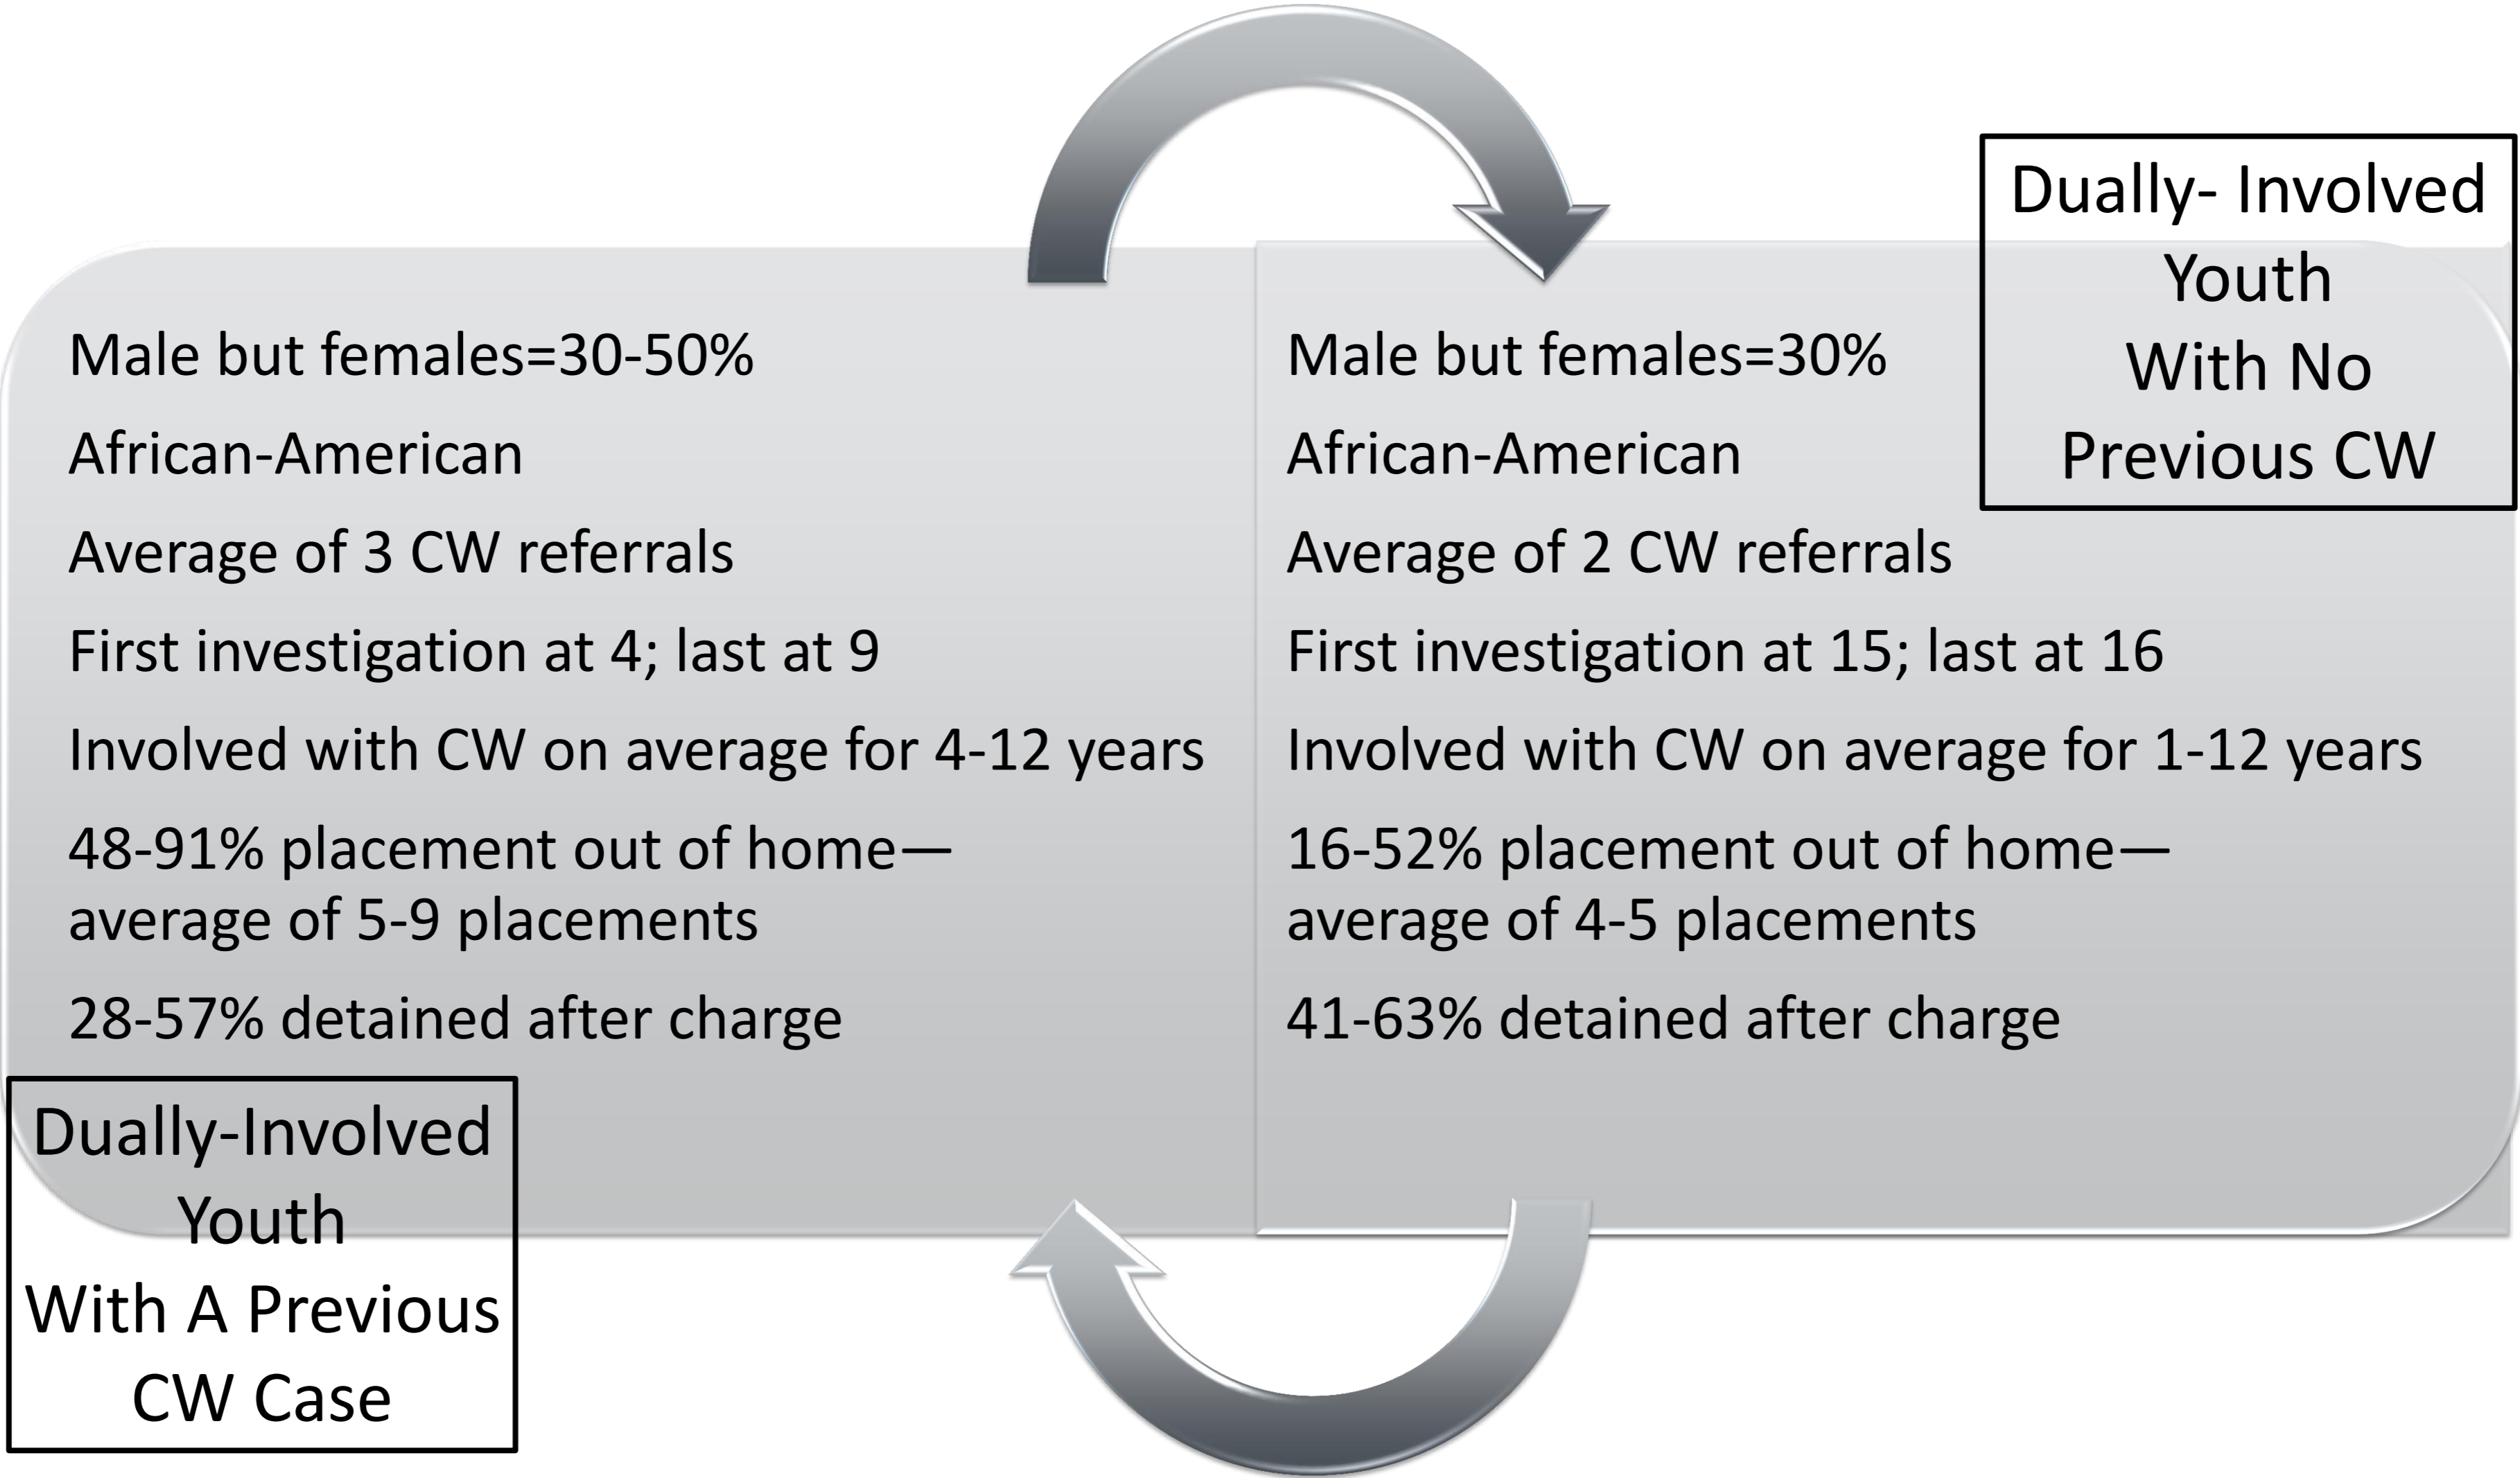 Male but females=30-50%
African-American
Average of 3 CW referrals
First investigation at 4; last at 9
Involved with CW on average for 4-12 years
48-91% placement out of home—
average of 5-9 placements
28-57% detained after charge
Dually-Involved
Youth
With A Previous
CW Case
Dually- Involved
Youth
With No
Previous CW
Male but females=30%
African-American
Average of 2 CW referrals
First investigation at 15; last at 16
Involved with CW on average for 1-12 years
16-52% placement out of home—
average of 4-5 placements
41-63% detained after charge